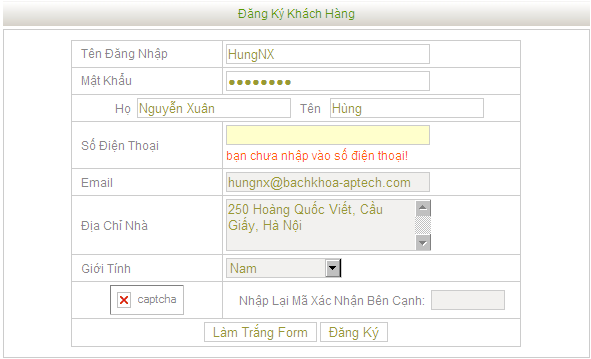 Đăng Ký Khách Hàng
Tên Đăng Nhập HungNX
Mật Khẩu ●●●●●●●●
Họ Nguyễn Xuân Tên Hùng
Số Điện Thoại
bạn chưa nhập vào số điện thoại!
Email hungnx@bachkhoa-aptech.com
Địa Chỉ Nhà 250 Hoàng Quốc Viết, Cầu
Giấy, Hà Nội
Giới Tính Nam
captcha Nhập Lại Mã Xác Nhận Bên Cạnh:
Làm Trắng Form Đăng Ký